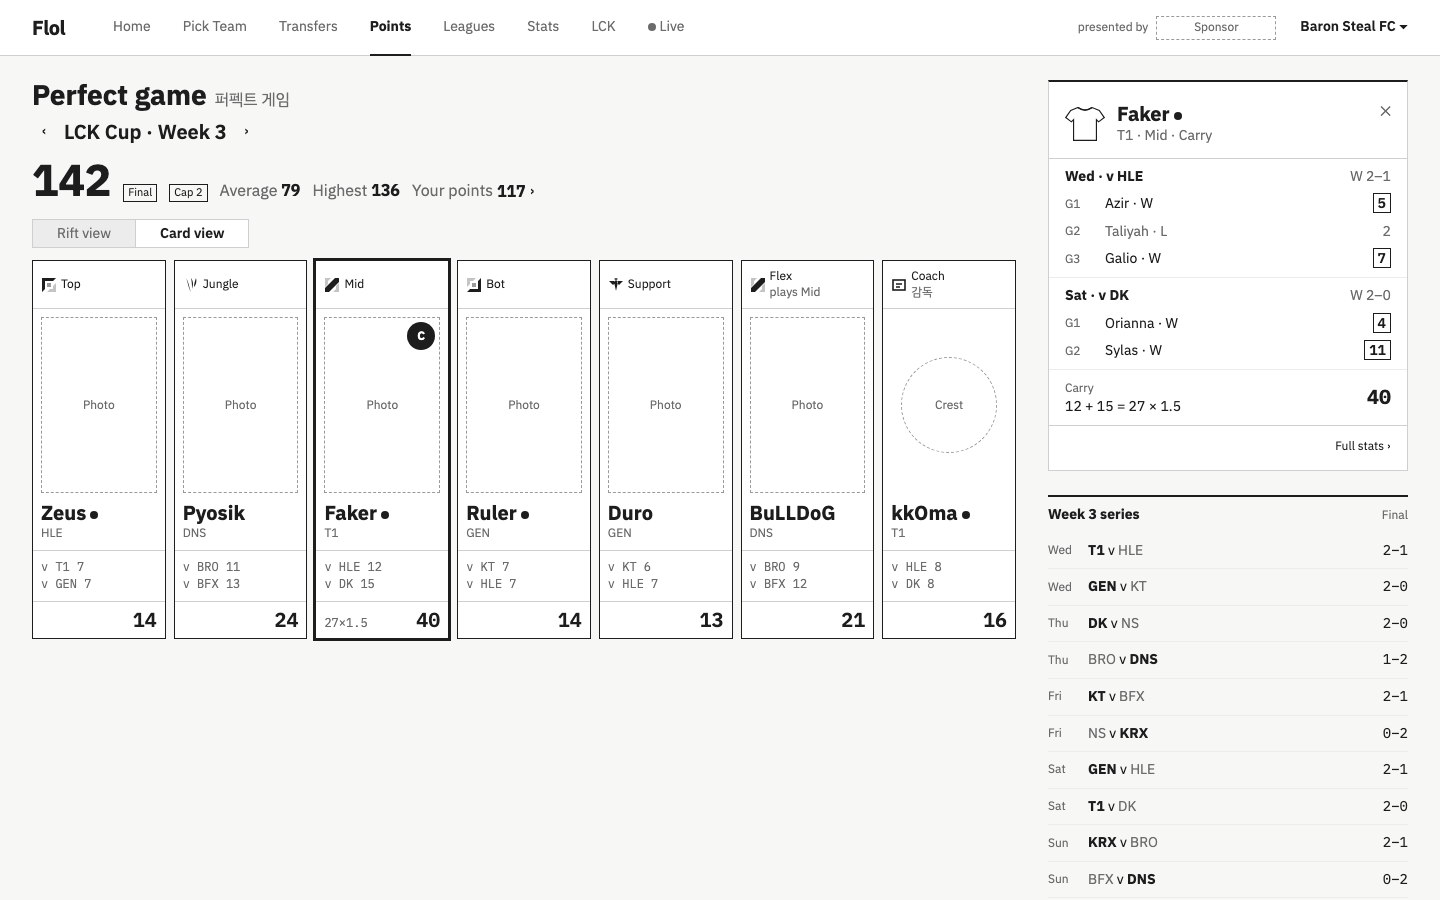 Flol
Home Pick Team Transfers Points Leagues Stats LCK Live
presented by Sponsor Baron Steal FC
Perfect game 퍼펙트 게임
‹ LCK Cup · Week 3 ›
142 Final Cap 2 Average 79 Highest 136 Your points 117 ›
Rift view Card view
Top
Photo
Zeus
HLE
v T1 7
v GEN 7
14
Jungle
Photo
Pyosik
DNS
v BRO 11
v BFX 13
24
Mid
C
Photo
Faker
T1
v HLE 12
v DK 15
27×1.5 40
Bot
Photo
Ruler
GEN
v KT 7
v HLE 7
14
Support
Photo
Duro
GEN
v KT 6
v HLE 7
13
Flex
plays Mid
Photo
BuLLDoG
DNS
v BRO 9
v BFX 12
21
Coach
감독
Crest
kkOma
T1
v HLE 8
v DK 8
16
Faker
T1 · Mid · Carry
Wed · v HLE W 2–1
G1 Azir · W 5
G2 Taliyah · L 2
G3 Galio · W 7
Sat · v DK W 2–0
G1 Orianna · W 4
G2 Sylas · W 11
Carry
12 + 15 = 27 × 1.5 40
Full stats ›
Week 3 series Final
Wed T1 v HLE 2–1
Wed GEN v KT 2–0
Thu DK v NS 2–0
Thu BRO v DNS 1–2
Fri KT v BFX 2–1
Fri NS v KRX 0–2
Sat GEN v HLE 2–1
Sat T1 v DK 2–0
Sun KRX v BRO 2–1
Sun BFX v DNS 0–2